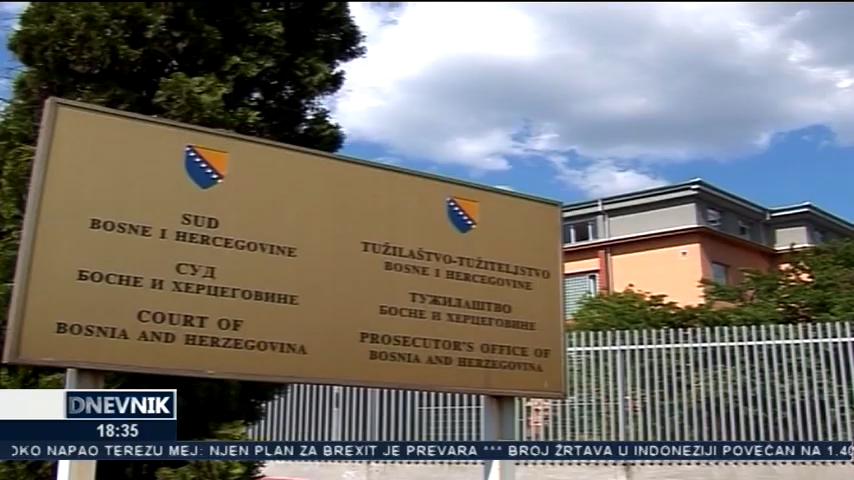 SUD
BOSNE I HERCEGOVINE
СУД
БОСНЕ И ХЕРЦЕГОВИНЕ
COURT OF
BOSNIA AND HERZEGOVINA
TUŽILAŠTVO-TUŽITELJSTVO
BOSNE I HERCEGOVINE
ТУЖИЛАШТВО
БОСНЕ И ХЕРЦЕГОВИНЕ
PROSECUTOR'S OFFICE OF
BOSNIA AND HERZEGOVINA
DNEVNIK
18:35
NAPAO TEREZU MEJ: NJEN PLAN ZA BREXIT JE PREVARA *** BROJ ŽRTAVA U INDONEZIJI POVEĆAN NA